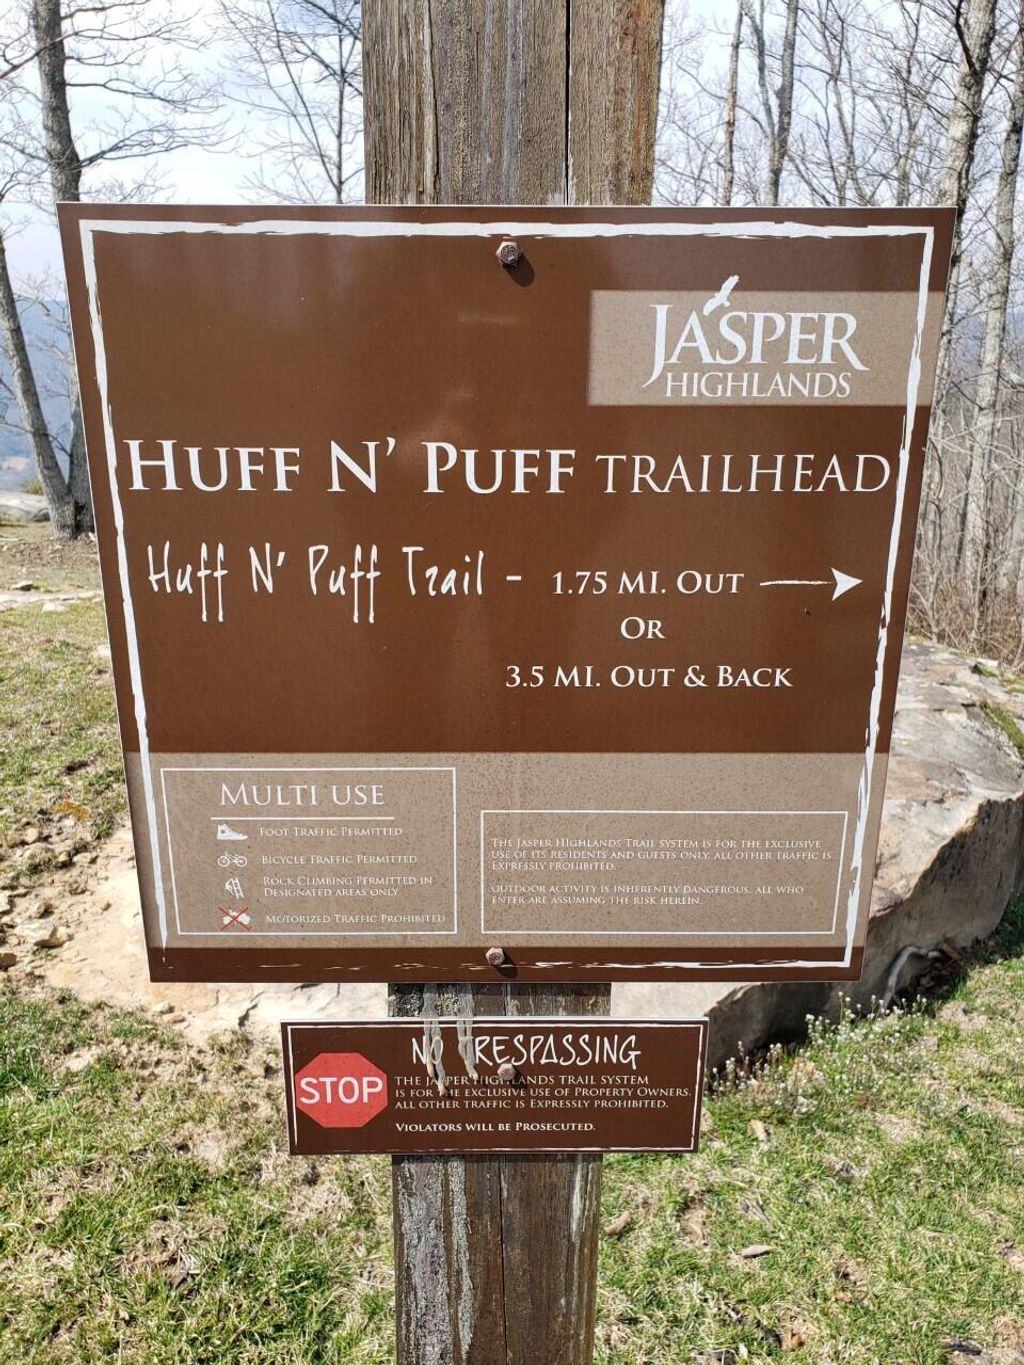 JASPER
HIGHLANDS
HUFF N' PUFF TRAILHEAD
Huff N' Puff Trail - 1.75 MI. OUT
OR
3.5 MI. OUT & BACK
MULTI USE
FOOT TRAFFIC PERMITTED
BICYCLE TRAFFIC PERMITTED
ROCK CLIMBING PERMITTED IN
DESIGNATED AREAS ONLY
MOTORIZED TRAFFIC PROHIBITED
THE JASPER HIGHLANDS TRAIL SYSTEM IS FOR THE EXCLUSIVE
USE OF ITS RESIDENTS AND GUESTS ONLY. ALL OTHER TRAFFIC IS
EXPRESSLY PROHIBITED.
OUTDOOR ACTIVITY IS INHERENTLY DANGEROUS. ALL WHO
ENTER ARE ASSUMING THE RISK HEREIN.
NO TRESPASSING
STOP
THE JASPER HIGHLANDS TRAIL SYSTEM
IS FOR THE EXCLUSIVE USE OF PROPERTY OWNERS.
ALL OTHER TRAFFIC IS EXPRESSLY PROHIBITED.
VIOLATORS WILL BE PROSECUTED.